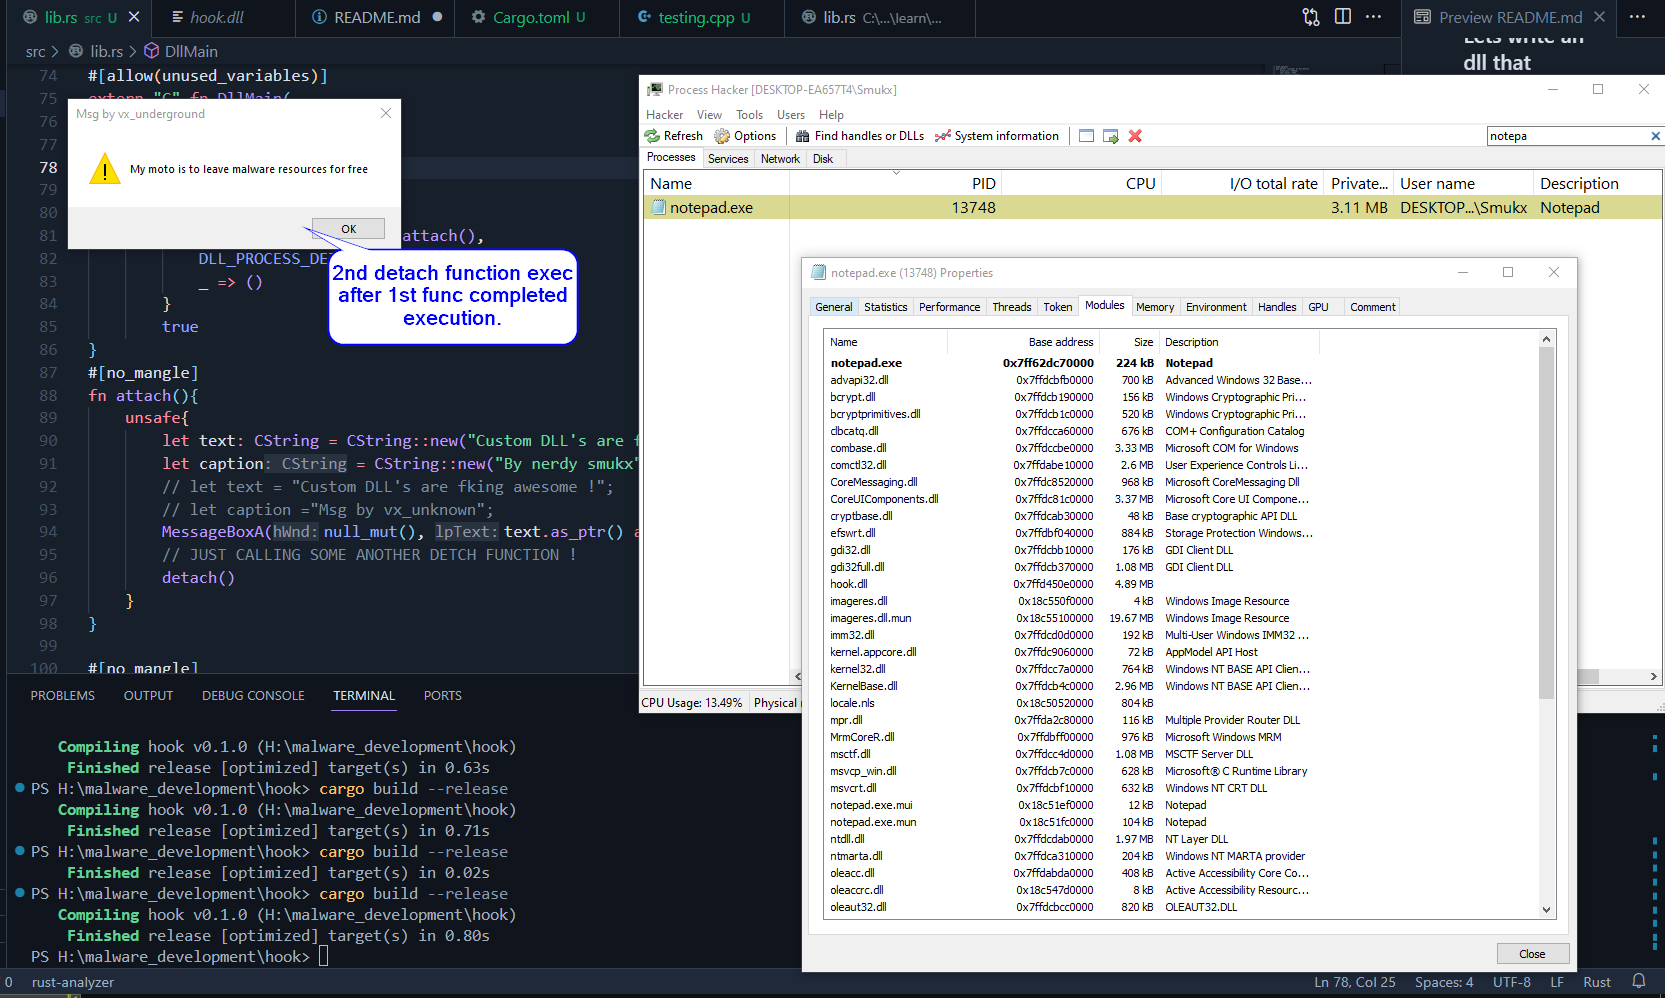 lib.rs src U
hook.dll
README.md
Cargo.toml U
testing.cpp U
lib.rs C:\...\learn\...
Preview README.md
src > lib.rs > DllMain
dll that
74 #[allow(unused_variables)]
75
76
77
78
79
80
81 attach(),
82 DLL_PROCESS_DE
83 _ => ()
84 }
85 true
86 }
87 #[no_mangle]
88 fn attach(){
89 unsafe{
90 let text: CString = CString::new("Custom DLL's are f
91 let caption: CString = CString::new("By nerdy smukx"
92 // let text = "Custom DLL's are fking awesome !";
93 // let caption ="Msg by vx_unknown";
94 MessageBoxA(hWnd: null_mut(), lpText: text.as_ptr() a
95 // JUST CALLING SOME ANOTHER DETCH FUNCTION !
96 detach()
97 }
98 }
99
100 #[no_mangle]
Msg by vx_underground
My moto is to leave malware resources for free
OK
2nd detach function exec
after 1st func completed
execution.
Process Hacker [DESKTOP-EA657T4\Smukx]
Hacker View Tools Users Help
Refresh Options Find handles or DLLs System information notepa
Processes Services Network Disk
Name PID CPU I/O total rate Private... User name Description
notepad.exe 13748 3.11 MB DESKTOP...\Smukx Notepad
CPU Usage: 13.49% Physical
notepad.exe (13748) Properties
General Statistics Performance Threads Token Modules Memory Environment Handles GPU Comment
Name Base address Size Description
notepad.exe 0x7ff62dc70000 224 kB Notepad
advapi32.dll 0x7ffdcbfb0000 700 kB Advanced Windows 32 Base...
bcrypt.dll 0x7ffdcb190000 156 kB Windows Cryptographic Pri...
bcryptprimitives.dll 0x7ffdcb1c0000 520 kB Windows Cryptographic Pri...
clbcatq.dll 0x7ffdcca60000 676 kB COM+ Configuration Catalog
combase.dll 0x7ffdccbe0000 3.33 MB Microsoft COM for Windows
comctl32.dll 0x7ffdabe10000 2.6 MB User Experience Controls Li...
CoreMessaging.dll 0x7ffdc8520000 968 kB Microsoft CoreMessaging Dll
CoreUIComponents.dll 0x7ffdc81c0000 3.37 MB Microsoft Core UI Compone...
cryptbase.dll 0x7ffdcab30000 48 kB Base cryptographic API DLL
efswrt.dll 0x7ffdbf040000 884 kB Storage Protection Windows...
gdi32.dll 0x7ffdcbb10000 176 kB GDI Client DLL
gdi32full.dll 0x7ffdcb370000 1.08 MB GDI Client DLL
hook.dll 0x7ffd450e0000 4.89 MB
imageres.dll 0x18c550f0000 4 kB Windows Image Resource
imageres.dll.mun 0x18c55100000 19.67 MB Windows Image Resource
imm32.dll 0x7ffdcd0d0000 192 kB Multi-User Windows IMM32 ...
kernel.appcore.dll 0x7ffdc9060000 72 kB AppModel API Host
kernel32.dll 0x7ffdcc7a0000 764 kB Windows NT BASE API Clien...
KernelBase.dll 0x7ffdcb4c0000 2.96 MB Windows NT BASE API Clien...
locale.nls 0x18c50520000 804 kB
mpr.dll 0x7ffda2c80000 116 kB Multiple Provider Router DLL
MrmCoreR.dll 0x7ffdbff00000 976 kB Microsoft Windows MRM
msctf.dll 0x7ffdcc4d0000 1.08 MB MSCTF Server DLL
msvcp_win.dll 0x7ffdcb7c0000 628 kB Microsoft® C Runtime Library
msvcrt.dll 0x7ffdcbf10000 632 kB Windows NT CRT DLL
notepad.exe.mui 0x18c51ef0000 12 kB Notepad
notepad.exe.mun 0x18c51fc0000 104 kB Notepad
ntdll.dll 0x7ffdcdab0000 1.97 MB NT Layer DLL
ntmarta.dll 0x7ffdca310000 204 kB Windows NT MARTA provider
oleacc.dll 0x7ffdabda0000 408 kB Active Accessibility Core Co...
oleaccrc.dll 0x18c547d0000 8 kB Active Accessibility Resourc...
oleaut32.dll 0x7ffdcbcc0000 820 kB OLEAUT32.DLL
Close
PROBLEMS OUTPUT DEBUG CONSOLE TERMINAL PORTS
Compiling hook v0.1.0 (H:\malware_development\hook)
Finished release [optimized] target(s) in 0.63s
PS H:\malware_development\hook> cargo build --release
Compiling hook v0.1.0 (H:\malware_development\hook)
Finished release [optimized] target(s) in 0.71s
PS H:\malware_development\hook> cargo build --release
Finished release [optimized] target(s) in 0.02s
PS H:\malware_development\hook> cargo build --release
Compiling hook v0.1.0 (H:\malware_development\hook)
Finished release [optimized] target(s) in 0.80s
PS H:\malware_development\hook>
0 rust-analyzer Ln 78, Col 25 Spaces: 4 UTF-8 LF Rust